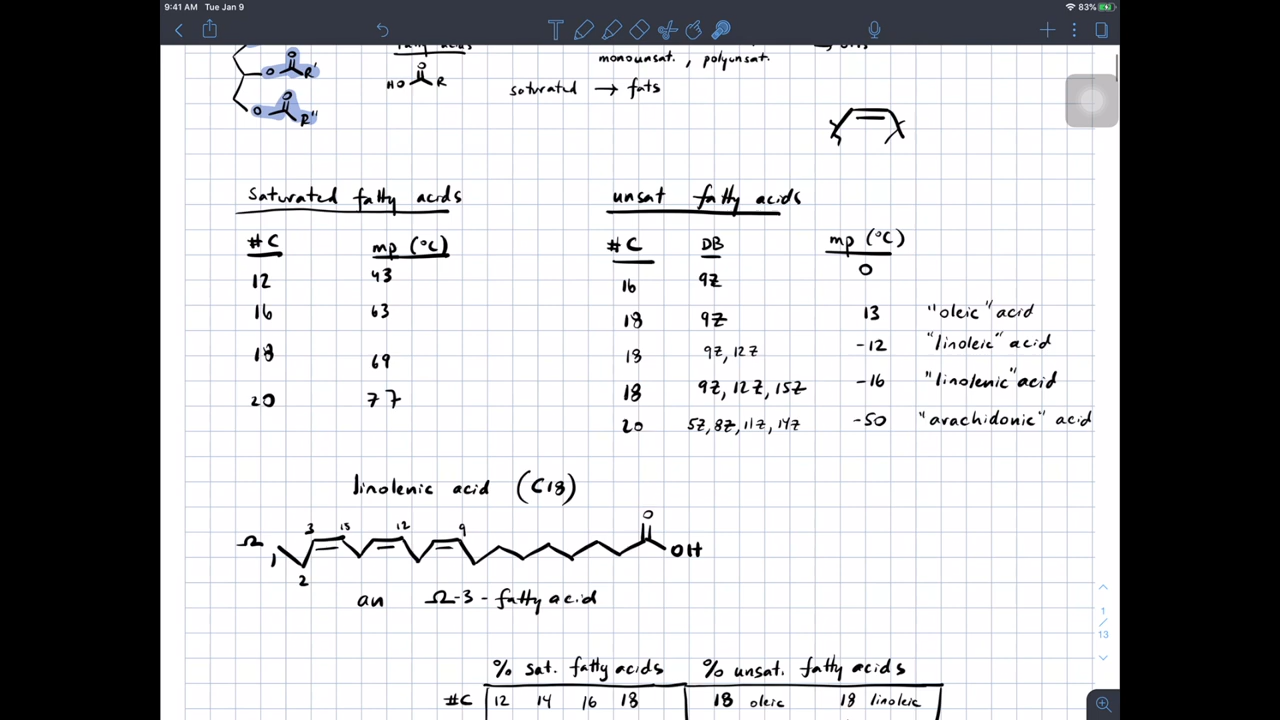 9:41 AM Tue Jan 9
83%
fatty acids
monounsat. , polyunsat.
saturated → fats
O
O
R'
HO
O
R
O
O
R"
Saturated fatty acids
#C mp (°C)
12 43
16 63
18 69
20 77
unsat fatty acids
#C DB mp (°C)
16 9Z 0
18 9Z 13 "oleic" acid
18 9Z, 12Z -12 "linoleic" acid
18 9Z, 12Z, 15Z -16 "linolenic" acid
20 5Z, 8Z, 11Z, 14Z -50 "arachidonic" acid
linolenic acid (C18)
Ω 1 2 3 15 12 9 O OH
an Ω-3-fatty acid
1
/
13
% sat. fatty acids % unsat. fatty acids
#C 12 14 16 18 18 oleic 18 linoleic